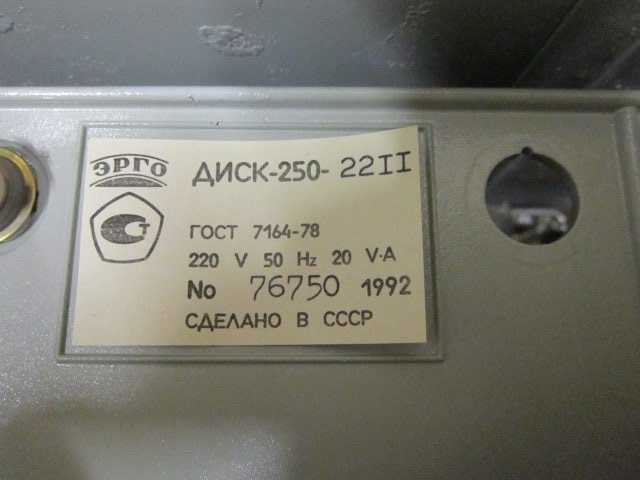 ЭРГО
ДИСК-250- 22II
ГОСТ 7164-78
220 V 50 Hz 20 V·A
No 76750 1992
СДЕЛАНО В СССР